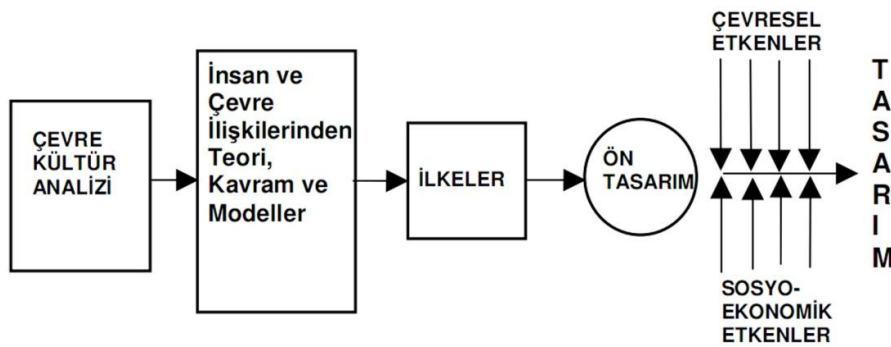 ÇEVRE
KÜLTÜR
ANALİZİ
İnsan ve
Çevre
İlişkilerinden
Teori,
Kavram ve
Modeller
İLKELER
ÖN
TASARIM
ÇEVRESEL
ETKENLER
SOSYO-
EKONOMİK
ETKENLER
TASARIM